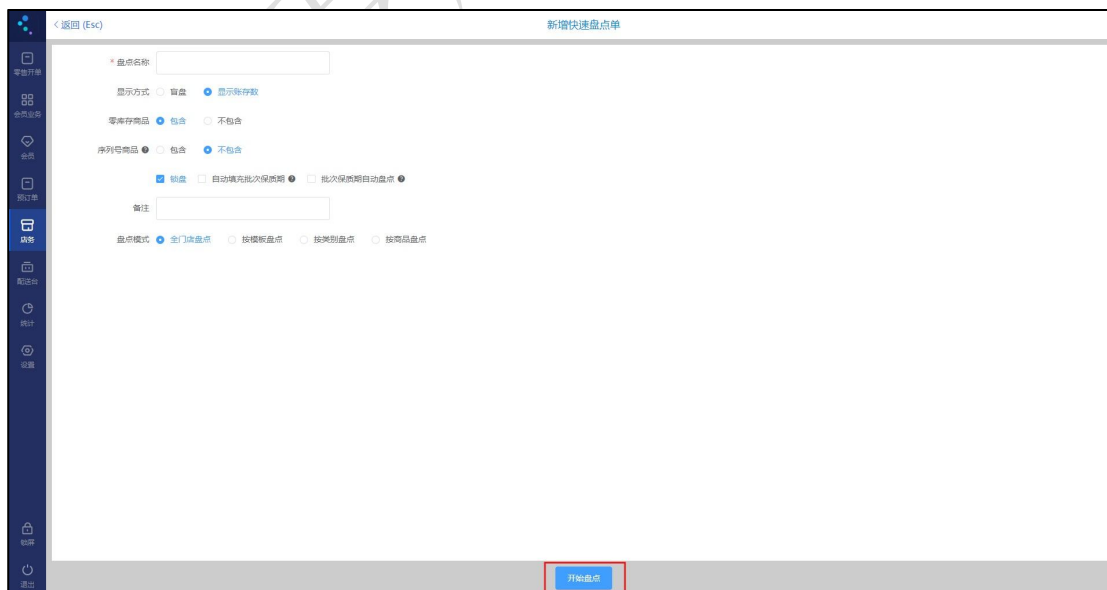 < 返回 (Esc)
新增快速盘点单
零售开单
会员业务
会员
预订单
店务
配送台
统计
设置
锁屏
退出
* 盘点名称
显示方式 盲盘 显示账存数
零库存商品 包含 不包含
序列号商品 包含 不包含
锁盘 自动填充批次保质期 批次保质期自动盘点
备注
盘点模式 全门店盘点 按模板盘点 按类别盘点 按商品盘点
开始盘点